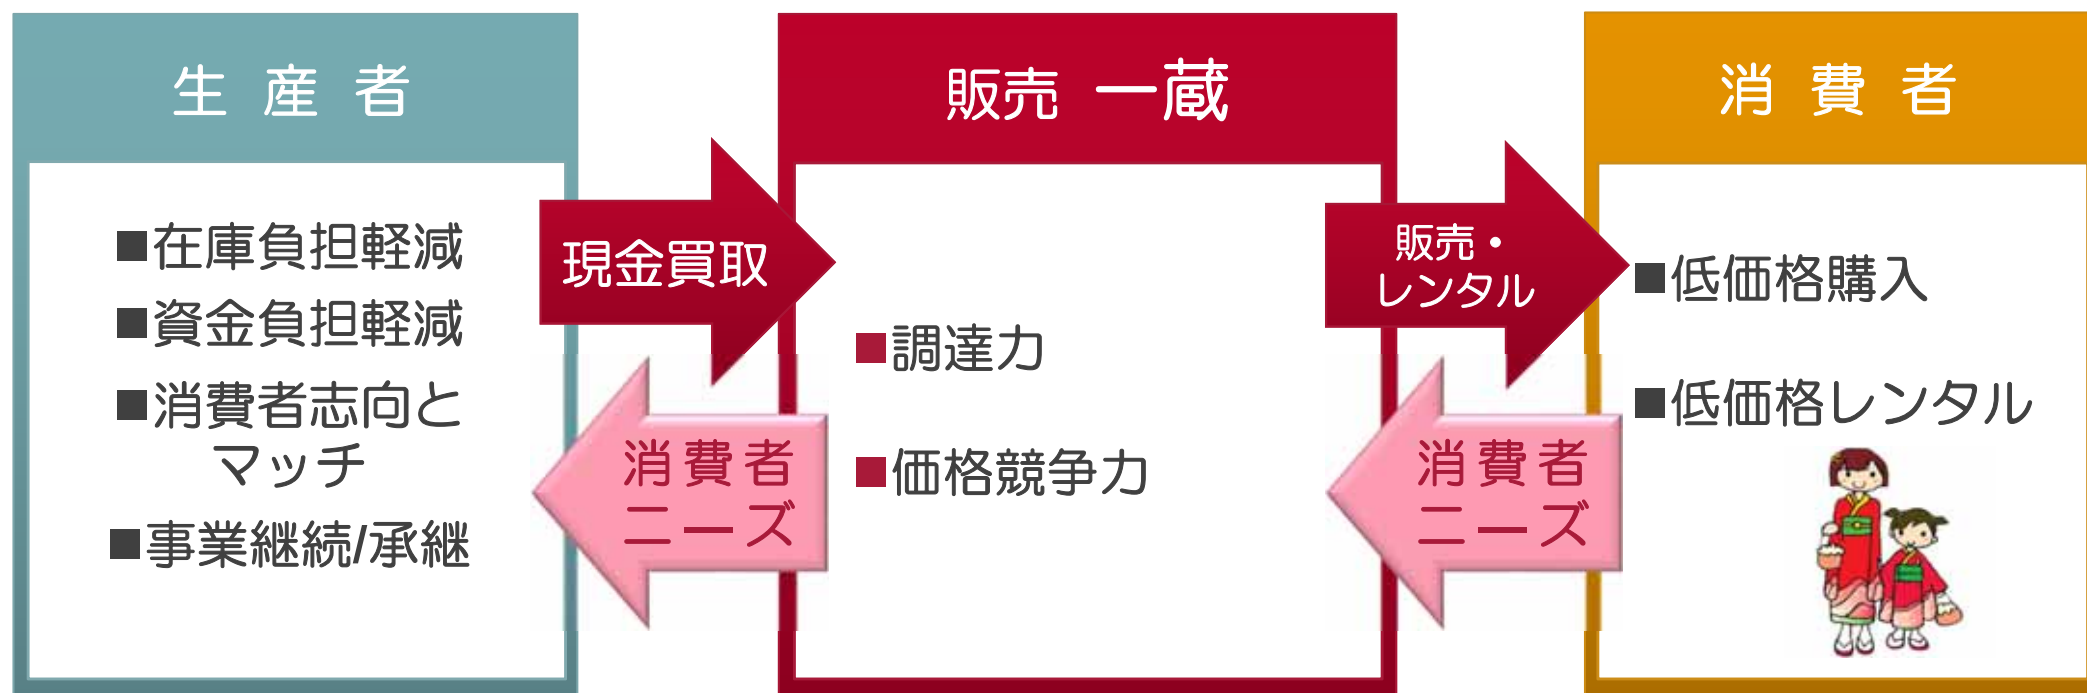 生産者
■在庫負担軽減
■資金負担軽減
■消費者志向と
マッチ
■事業継続/承継
現金買取
消費者
ニーズ
販売 一蔵
■調達力
■価格競争力
販売・
レンタル
消費者
ニーズ
消費者
■低価格購入
■低価格レンタル